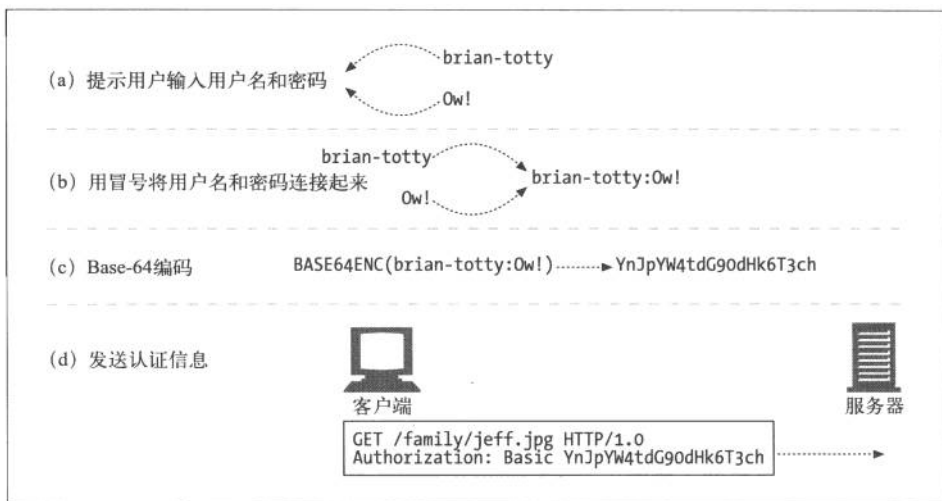 brian-totty
(a) 提示用户输入用户名和密码
Ow!
brian-totty
(b) 用冒号将用户名和密码连接起来
brian-totty:Ow!
Ow!
(c) Base-64编码 BASE64ENC(brian-totty:Ow!) YnJpYW4tdG90dHk6T3ch
(d) 发送认证信息
客户端
服务器
GET /family/jeff.jpg HTTP/1.0
Authorization: Basic YnJpYW4tdG90dHk6T3ch